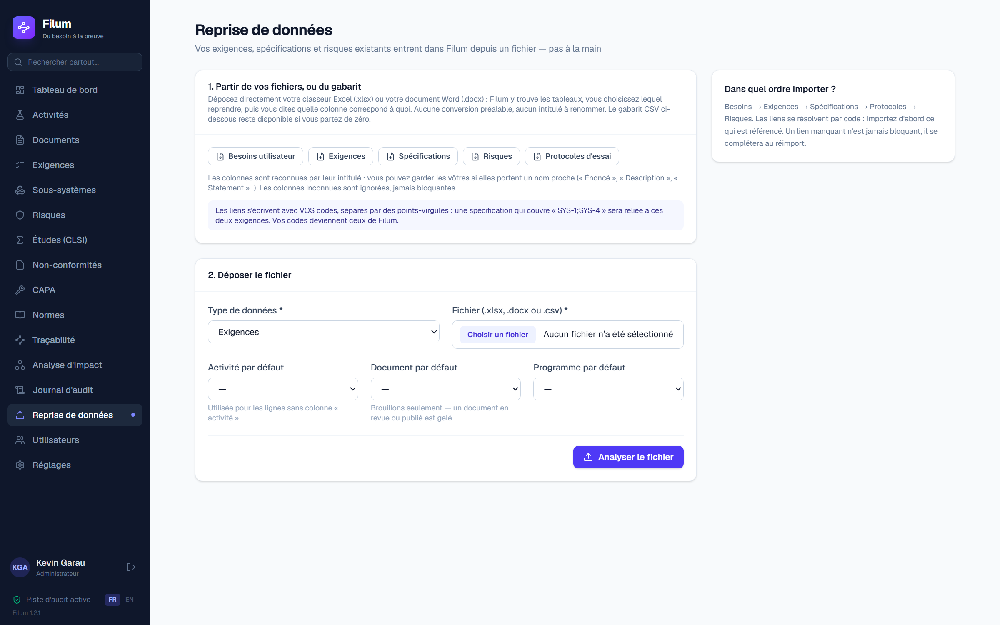 Filum
Du besoin à la preuve
Rechercher partout...
Tableau de bord
Activités
Documents
Exigences
Sous-systèmes
Risques
Études (CLSI)
Non-conformités
CAPA
Normes
Traçabilité
Analyse d'impact
Journal d'audit
Reprise de données
Utilisateurs
Réglages
KGA
Kevin Garau
Administrateur
Piste d'audit active
FR
EN
Filum 1.2.1
Reprise de données
Vos exigences, spécifications et risques existants entrent dans Filum depuis un fichier — pas à la main
1. Partir de vos fichiers, ou du gabarit
Déposez directement votre classeur Excel (.xlsx) ou votre document Word (.docx) : Filum y trouve les tableaux, vous choisissez lequel
reprendre, puis vous dites quelle colonne correspond à quoi. Aucune conversion préalable, aucun intitulé à renommer. Le gabarit CSV ci-
dessous reste disponible si vous partez de zéro.
Besoins utilisateur
Exigences
Spécifications
Risques
Protocoles d'essai
Les colonnes sont reconnues par leur intitulé : vous pouvez garder les vôtres si elles portent un nom proche (« Énoncé », « Description », «
Statement »…). Les colonnes inconnues sont ignorées, jamais bloquantes.
Les liens s'écrivent avec VOS codes, séparés par des points-virgules : une spécification qui couvre « SYS-1;SYS-4 » sera reliée à ces
deux exigences. Vos codes deviennent ceux de Filum.
2. Déposer le fichier
Type de données *
Exigences
Fichier (.xlsx, .docx ou .csv) *
Choisir un fichier
Aucun fichier n’a été sélectionné
Activité par défaut
—
Utilisée pour les lignes sans colonne «
activité »
Document par défaut
—
Brouillons seulement — un document en
revue ou publié est gelé
Programme par défaut
—
Analyser le fichier
Dans quel ordre importer ?
Besoins → Exigences → Spécifications → Protocoles →
Risques. Les liens se résolvent par code : importez d'abord ce
qui est référencé. Un lien manquant n'est jamais bloquant, il se
complétera au réimport.